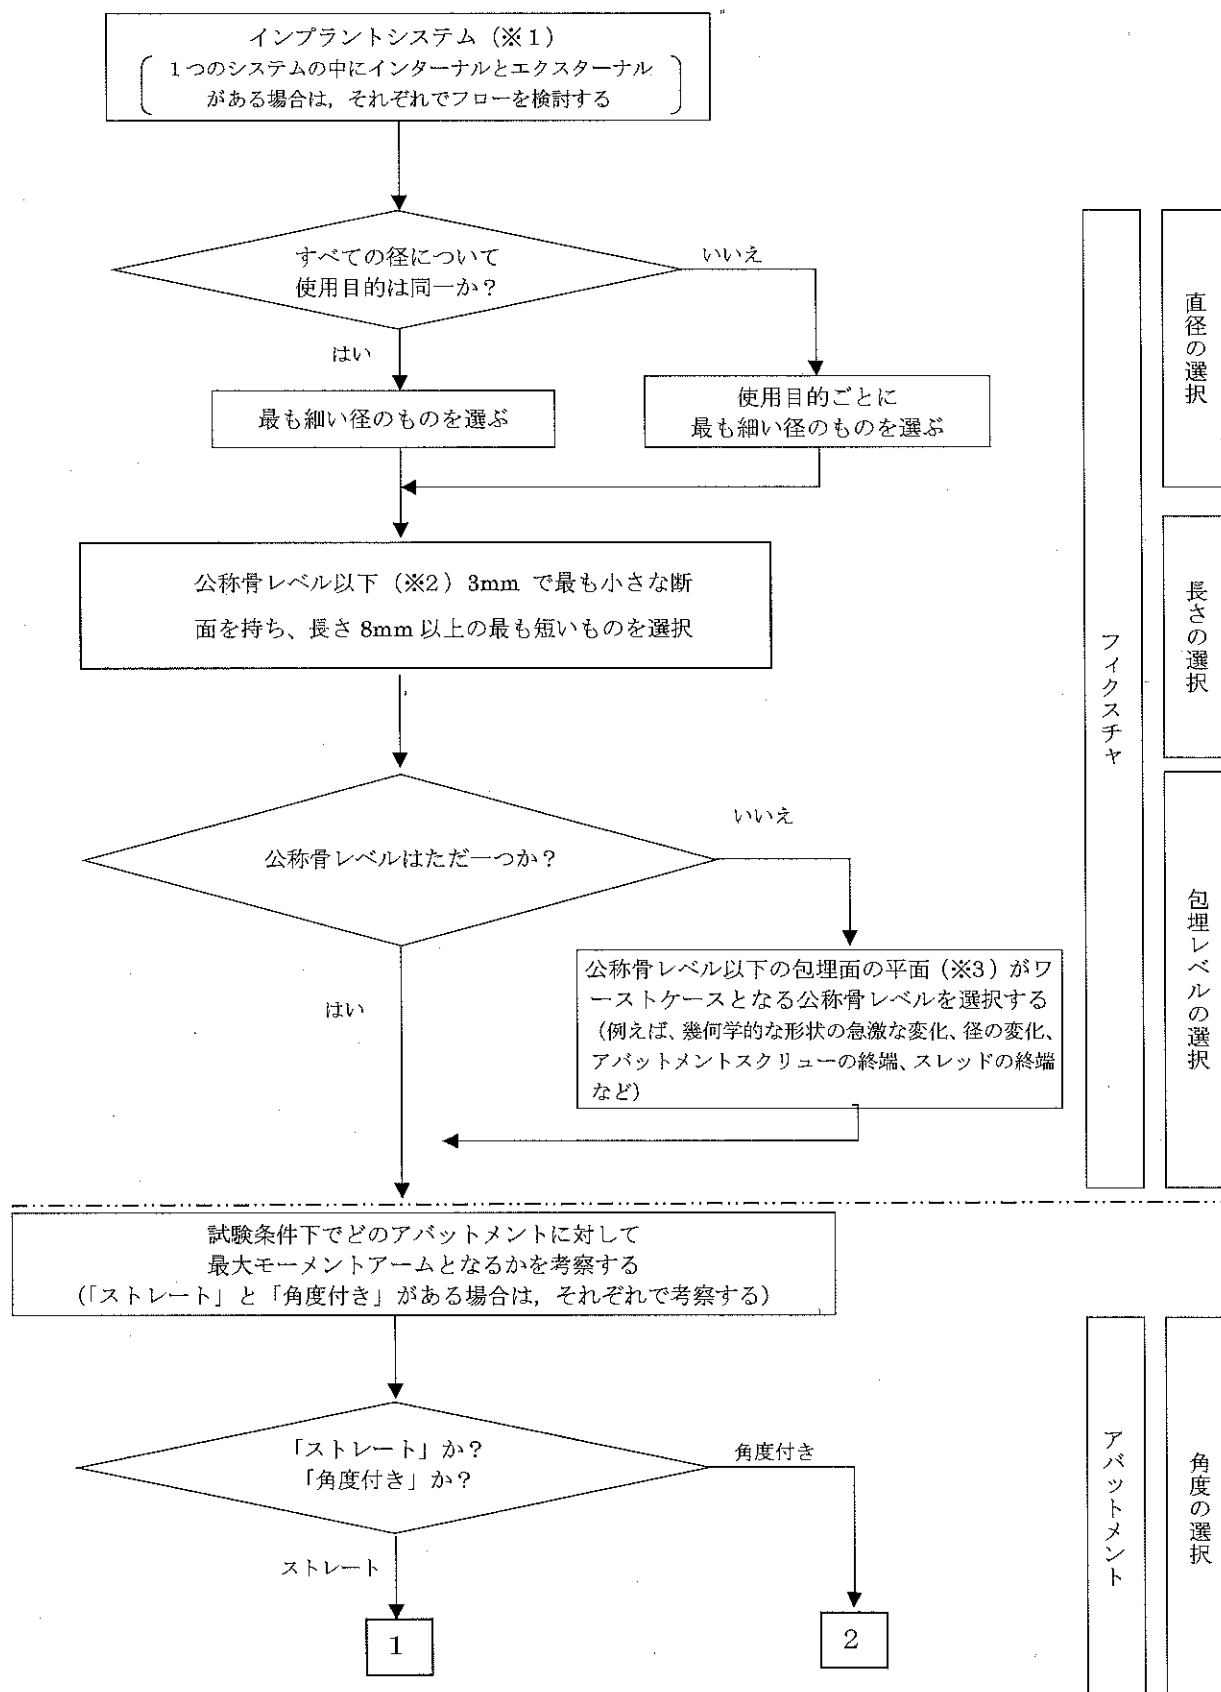 インプラントシステム（※１）
１つのシステムの中にインターナルとエクスターナル
がある場合は，それぞれでフローを検討する
すべての径について
使用目的は同一か？
いいえ
はい
最も細い径のものを選ぶ
使用目的ごとに
最も細い径のものを選ぶ
直径の選択
公称骨レベル以下（※2）3mm で最も小さな断
面を持ち、長さ 8mm 以上の最も短いものを選択
長さの選択
フィクスチャ
公称骨レベルはただ一つか？
いいえ
はい
公称骨レベル以下の包埋面の平面（※3）がワ
ーストケースとなる公称骨レベルを選択する
（例えば、幾何学的な形状の急激な変化、径の変化、
アバットメントスクリューの終端、スレッドの終端
など）
包埋レベルの選択
試験条件下でどのアバットメントに対して
最大モーメントアームとなるかを考察する
（「ストレート」と「角度付き」がある場合は，それぞれで考察する）
「ストレート」か？
「角度付き」か？
角度付き
ストレート
1
2
アバットメント
角度の選択